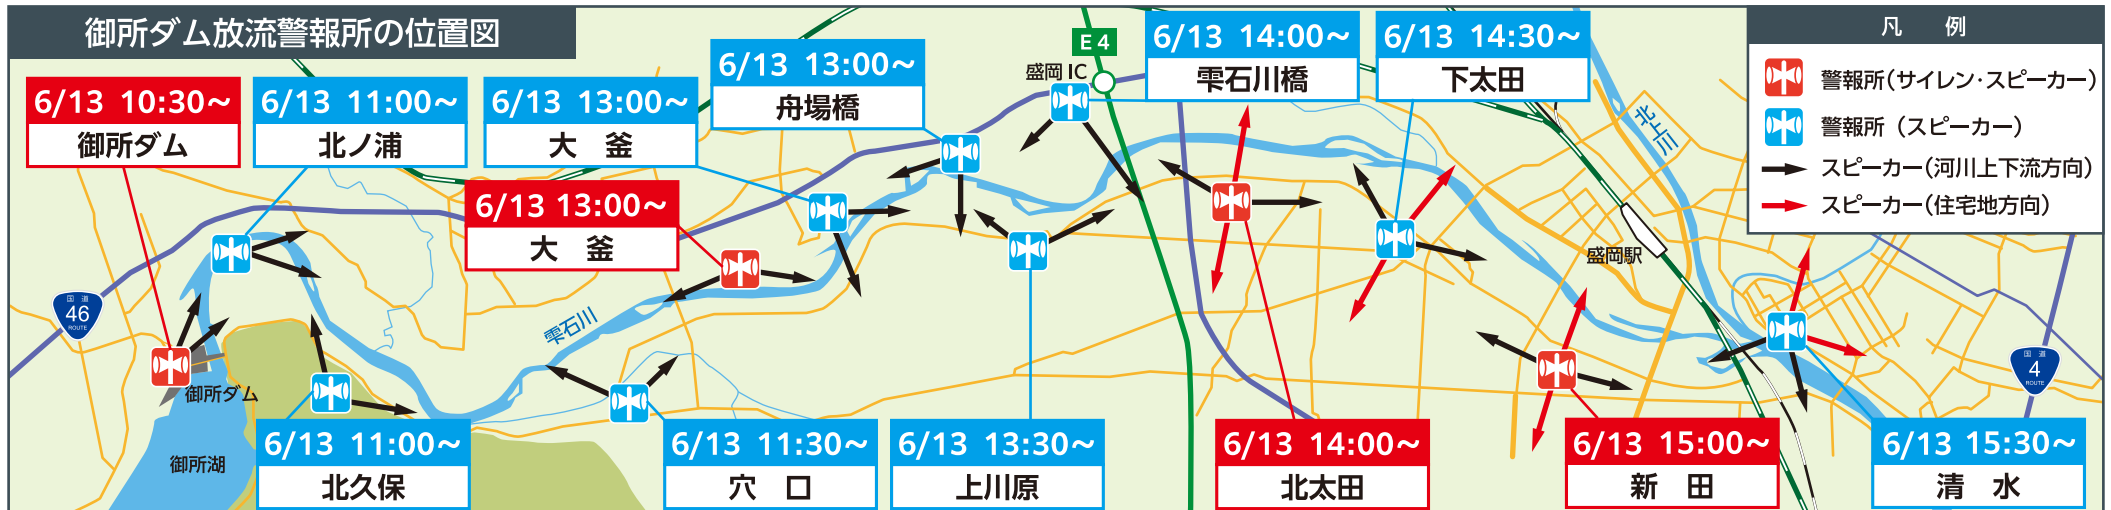 御所ダム放流警報所の位置図
6/13 10:30～
御所ダム
6/13 11:00～
北ノ浦
6/13 13:00～
大 釜
6/13 13:00～
舟場橋
6/13 14:00～
雫石川橋
6/13 14:30～
下太田
6/13 13:00～
大 釜
凡 例
警報所(サイレン・スピーカー)
警報所(スピーカー)
スピーカー(河川上下流方向)
スピーカー(住宅地方向)
E4
盛岡IC
北上川
盛岡駅
国道
46
ROUTE
雫石川
国道
4
ROUTE
御所ダム
御所湖
6/13 11:00～
北久保
6/13 11:30～
穴 口
6/13 13:30～
上川原
6/13 14:00～
北太田
6/13 15:00～
新 田
6/13 15:30～
清 水